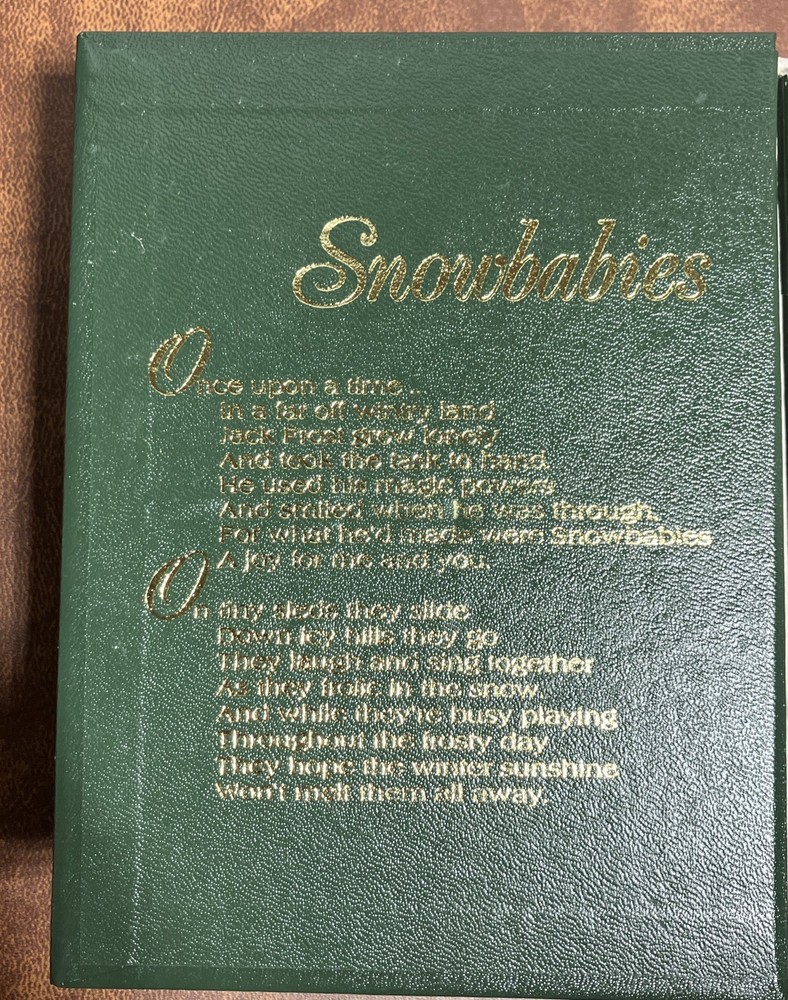 Snowbabies
Once upon a time...
In a far off wintry land
Jack Frost grew lonely
And took the task to hand.
He used his magic powers
And smiled when he was through,
For what he'd made were Snowbabies
A joy for me and you.
On tiny sleds they slide
Down icy hills they go
They laugh and sing together
As they frolic in the snow.
And while they're busy playing
Throughout the frosty day
They hope the winter sunshine
Won't melt them all away.